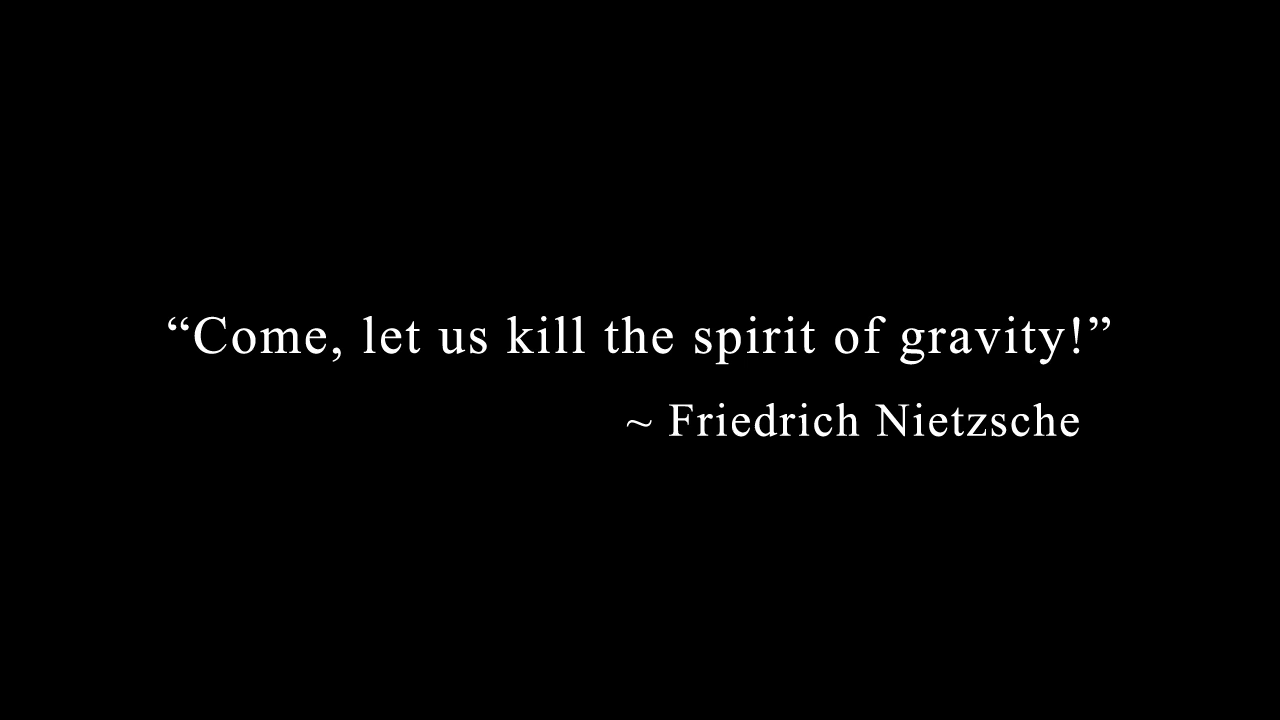 “Come, let us kill the spirit of gravity!”
~ Friedrich Nietzsche